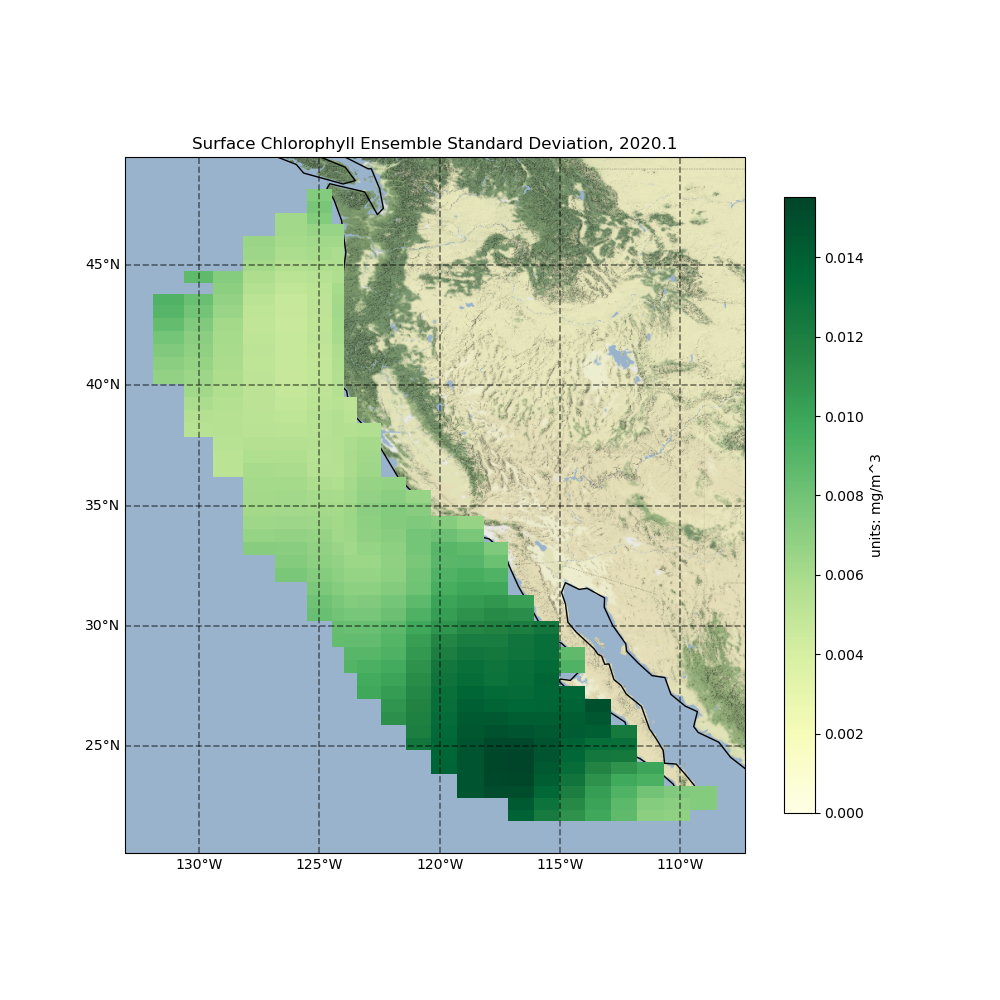 Surface Chlorophyll Ensemble Standard Deviation, 2020.1
45°N
40°N
35°N
30°N
25°N
130°W 125°W 120°W 115°W 110°W
0.014
0.012
0.010
0.008
0.006
0.004
0.002
0.000
units: mg/m^3